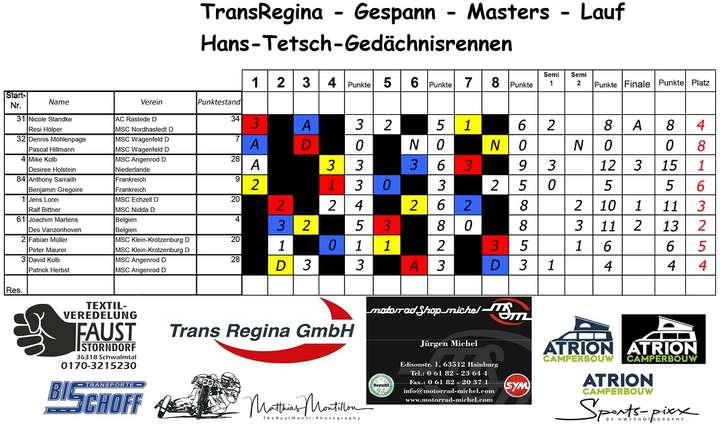 TransRegina - Gespann - Masters - Lauf
Hans-Tetsch-Gedächnisrennen
Start-Nr. Name Verein Punktestand 1 2 3 4 Punkte 5 6 Punkte 7 8 Punkte Semi 1 Semi 2 Punkte Finale Punkte Platz
31 Nicole Standke AC Rastede D 34 3 A 3 2 5 1 6 2 8 A 8 4
Resi Hölper MSC Nordhastedt D
32 Dennis Möhlenpage MSC Wagenfeld D 7 A D 0 N 0 N 0 N 0 0 8
Pascal Hillmann MSC Wagenfeld D
4 Mike Kolb MSC Angenrod D 28 A 3 3 3 6 3 9 3 12 3 15 1
Desiree Holstein Niederlande
84 Anthony Sarrailh Frankreich 9 2 1 3 0 3 2 5 0 5 5 6
Benjamin Gregoire Frankreich
1 Jens Lorei MSC Echzell D 20 2 2 4 2 6 2 8 2 10 1 11 3
Ralf Bittner MSC Nidda D
61 Joachim Martens Belgien 4 3 2 5 3 8 0 8 3 11 2 13 2
Des Vanzonhoven Belgien
2 Fabian Müller MSC Klein-Krotzenburg D 20 1 0 1 1 2 3 5 1 6 6 5
Peter Maurer MSC Klein-Krotzenburg D
3 David Kolb MSC Angenrod D 28 D 3 3 A 3 D 3 1 4 4 4
Patrick Herbst MSC Angenrod D
Res.
TEXTIL-
VEREDELUNG
FAUST
STORNDORF
36318 Schwalmtal
0170-3215230
Trans Regina GmbH
motorradShop michel
MSM
Jürgen Michel
Edisonstr. 1, 63512 Hainburg
Tel.: 0 61 82 - 23 64 4
Fax.: 0 61 82 - 20 37 1
info@motorrad-michel.com
www.motorrad-michel.com
Benelli
SYM
ATRION
CAMPERBOUW
ATRION
CAMPERBOUW
ATRION
CAMPERBOUW
TRANSPORTE
BISCHOFF
Matthias Montillon
Sports-pixx